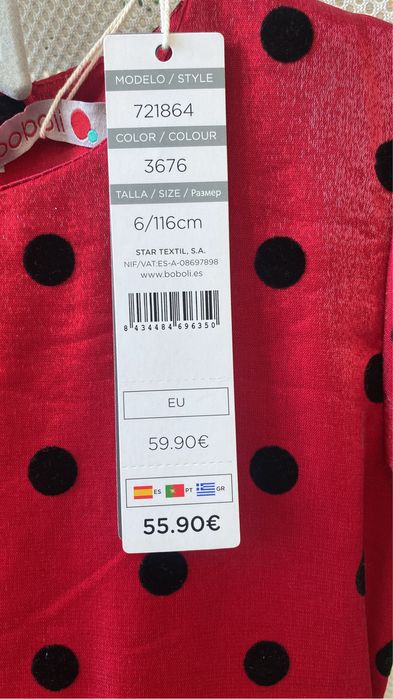 boboli
MODELO / STYLE
721864
COLOR / COLOUR
3676
TALLA / SIZE / Размер
6/116cm
STAR TEXTIL, S.A.
NIF/VAT:ES-A-08697898
www.boboli.es
8 434484 696350
EU
59.90€
ES PT GR
55.90€